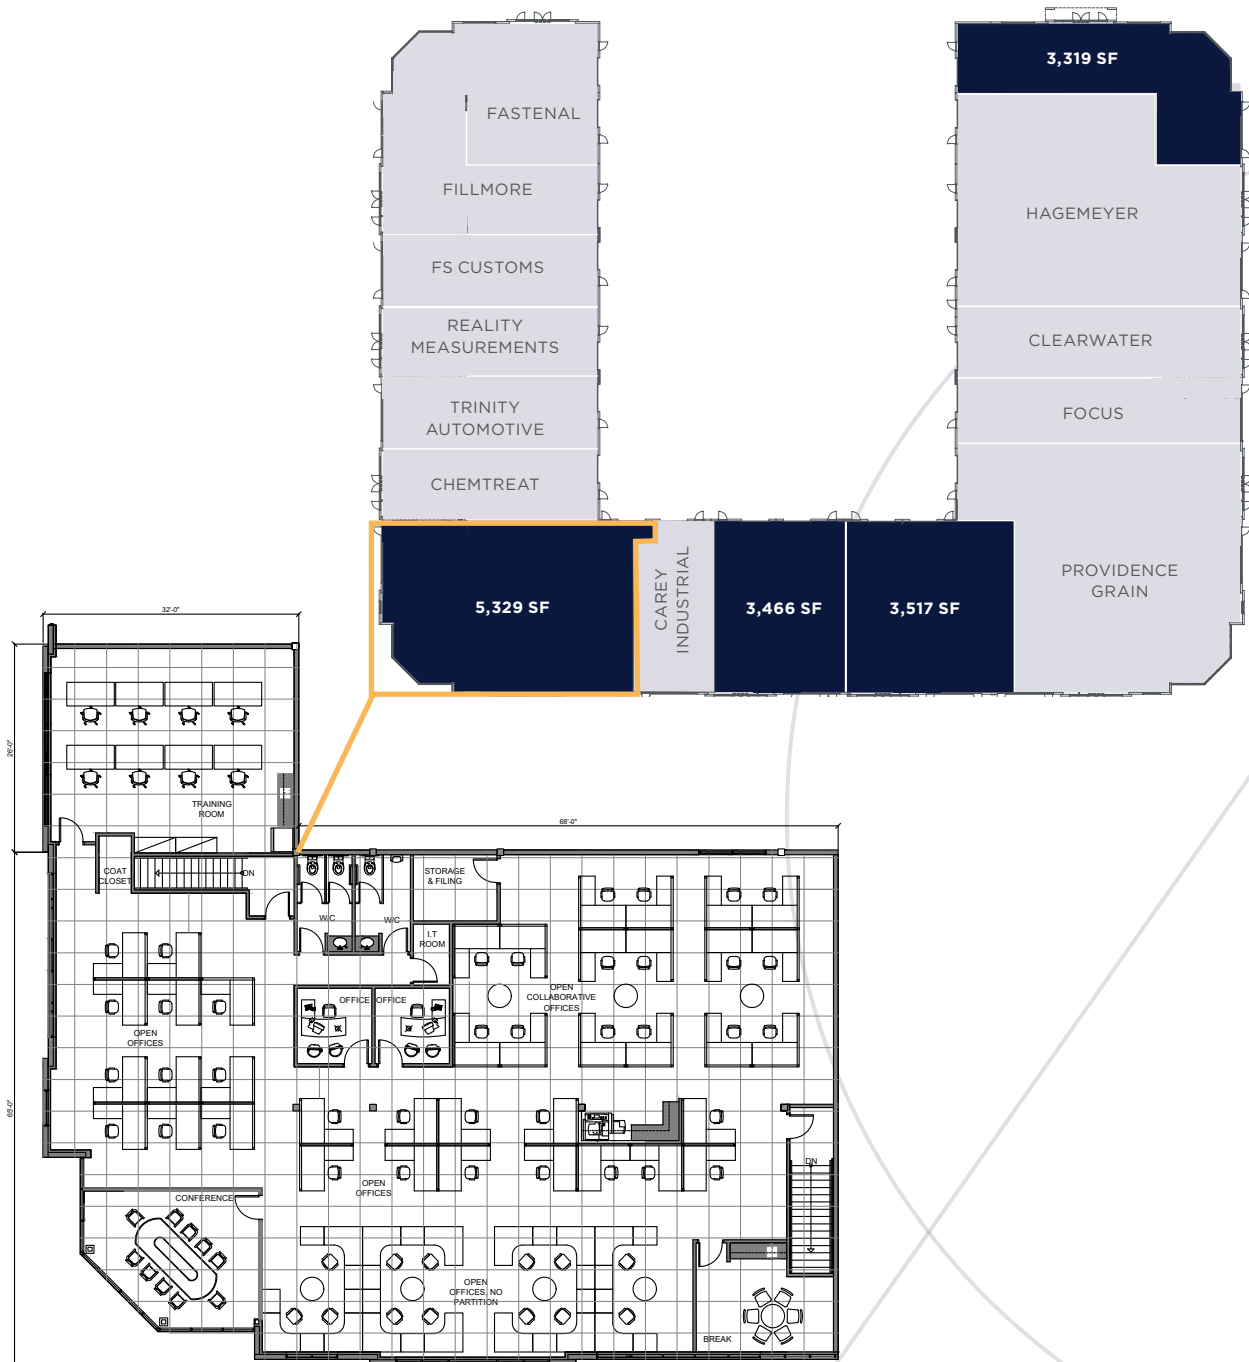 3,319 SF
FASTENAL
FILLMORE
HAGEMEYER
FS CUSTOMS
REALITY
MEASUREMENTS
CLEARWATER
TRINITY
AUTOMOTIVE
FOCUS
CHEMTREAT
5,329 SF
CAREY
INDUSTRIAL
3,466 SF
3,517 SF
PROVIDENCE
GRAIN
32'-0"
26'-0"
TRAINING
ROOM
68'-0"
COAT
CLOSET
DN
W/C
W/C
STORAGE
& FILING
I.T
ROOM
OFFICE
OFFICE
OPEN
COLLABORATIVE
OFFICES
OPEN
OFFICES
68'-0"
OPEN
OFFICES
DN
CONFERENCE
OPEN
OFFICES, NO
PARTITION
BREAK